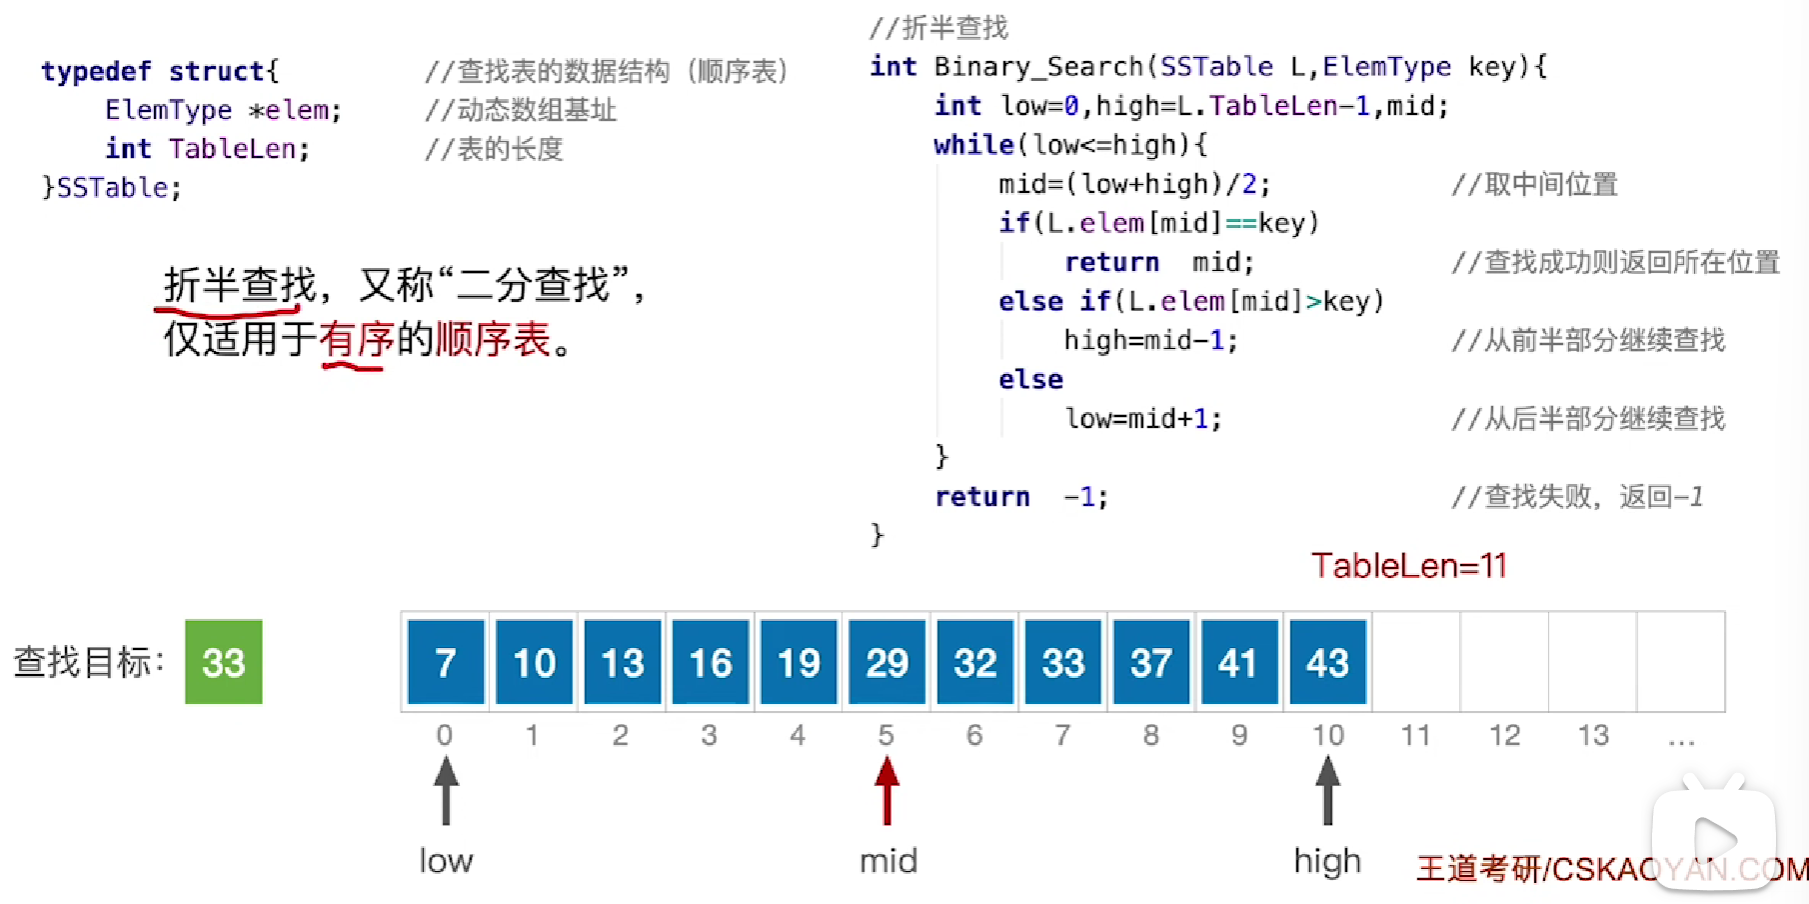 typedef struct{ //查找表的数据结构（顺序表）
ElemType *elem; //动态数组基址
int TableLen; //表的长度
}SSTable;
折半查找，又称“二分查找”，
仅适用于有序的顺序表。
//折半查找
int Binary_Search(SSTable L,ElemType key){
int low=0,high=L.TableLen-1,mid;
while(low<=high){
mid=(low+high)/2; //取中间位置
if(L.elem[mid]==key)
return mid; //查找成功则返回所在位置
else if(L.elem[mid]>key)
high=mid-1; //从前半部分继续查找
else
low=mid+1; //从后半部分继续查找
}
return -1; //查找失败，返回-1
}
TableLen=11
查找目标： 33
7 10 13 16 19 29 32 33 37 41 43
0 1 2 3 4 5 6 7 8 9 10 11 12 13 ...
low mid high
王道考研/CSKAOYAN.COM